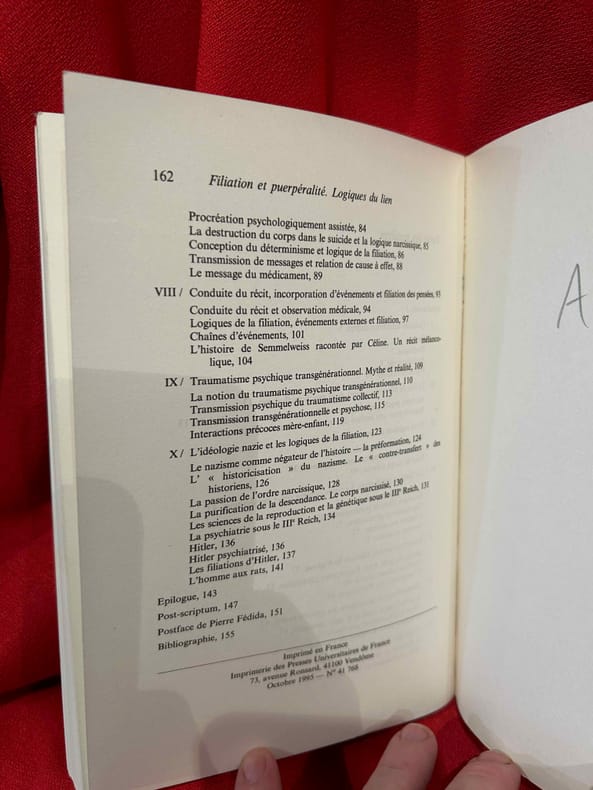 162
Filiation et puerpéralité. Logiques du lien
Procréation psychologiquement assistée, 84
La destruction du corps dans le suicide et la logique narcissique, 85
Conception du déterminisme et logique de la filiation, 86
Transmission de messages et relation de cause à effet, 88
Le message du médicament, 89
VIII / Conduite du récit, incorporation d'événements et filiation des pensées, 93
Conduite du récit et observation médicale, 94
Logiques de la filiation, événements externes et filiation, 97
Chaînes d'événements, 101
L'histoire de Semmelweiss racontée par Céline. Un récit mélanco-
lique, 104
IX / Traumatisme psychique transgénérationnel. Mythe et réalité, 109
La notion du traumatisme psychique transgénérationnel, 110
Transmission psychique du traumatisme collectif, 113
Transmission transgénérationnelle et psychose, 115
Interactions précoces mère-enfant, 119
X / L'idéologie nazie et les logiques de la filiation, 123
Le nazisme comme négateur de l'histoire — la préformation, 124
L' « historicisation » du nazisme. Le « contre-transfert » des
historiens, 126
La passion de l'ordre narcissique, 128
La purification de la descendance. Le corps narcissisé, 130
Les sciences de la reproduction et la génétique sous le IIIe Reich, 131
La psychiatrie sous le IIIe Reich, 134
Hitler, 136
Hitler psychiatrisé, 136
Les filiations d'Hitler, 137
L'homme aux rats, 141
Epilogue, 143
Post-scriptum, 147
Postface de Pierre Fédida, 151
Bibliographie, 155
Imprimé en France
Imprimerie des Presses Universitaires de France
73, avenue Ronsard, 41100 Vendôme
Octobre 1995 — N° 41 768
A